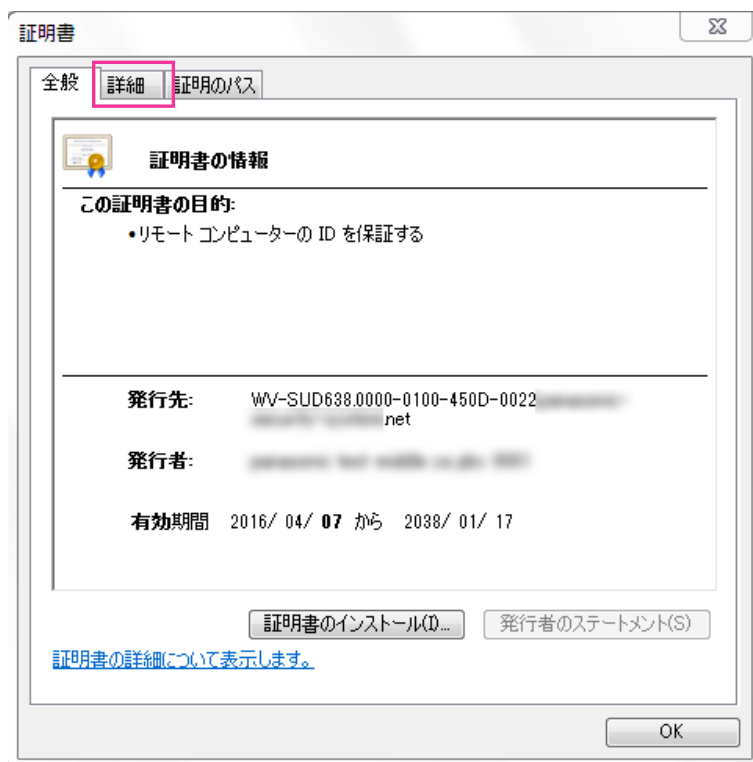 証明書
全般 詳細 証明のパス
証明書の情報
この証明書の目的:
•リモート コンピューターの ID を保証する
発行先: WV-SUD638.0000-0100-450D-0022
net
発行者:
有効期間 2016/ 04/ 07 から 2038/ 01/ 17
証明書のインストール(I)... 発行者のステートメント(S)
証明書の詳細について表示します。
OK